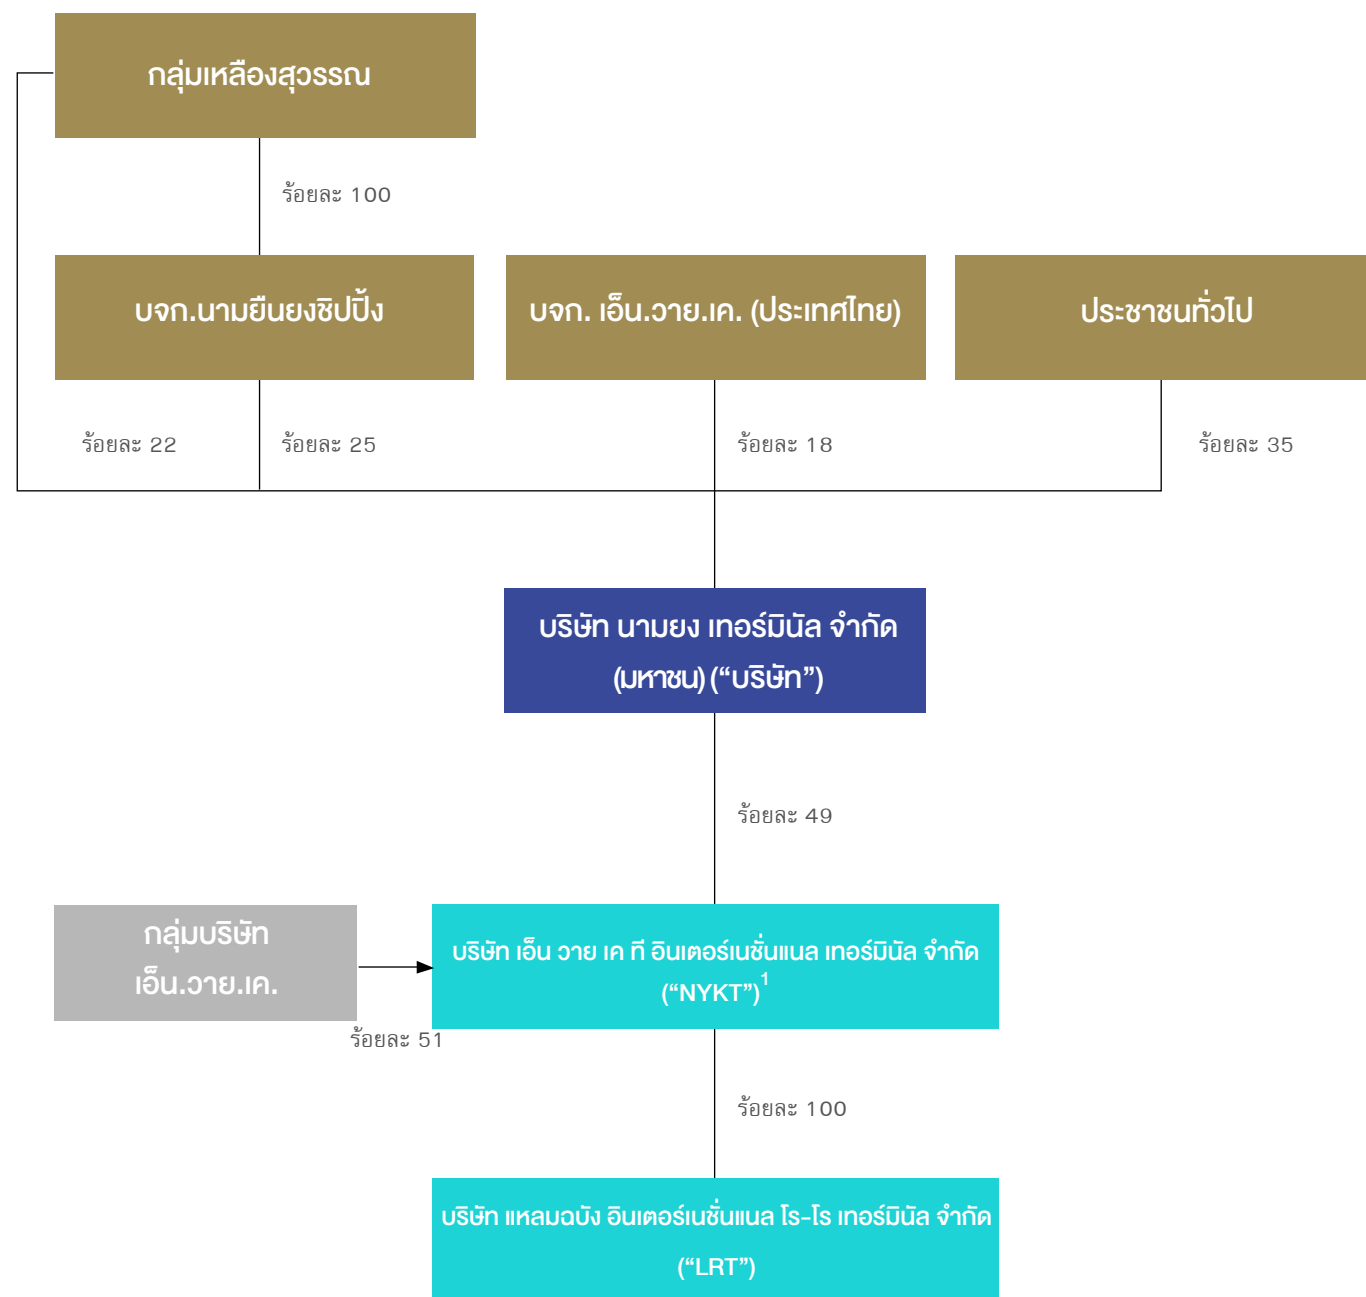 กลุ่มเหลืองสุวรรณ
ร้อยละ 100
บจก.นามยืนยงชิปปิ้ง
บจก. เอ็น.วาย.เค. (ประเทศไทย)
ประชาชนทั่วไป
ร้อยละ 22
ร้อยละ 25
ร้อยละ 18
ร้อยละ 35
บริษัท นามยง เทอร์มินัล จำกัด
(มหาชน) (“บริษัท”)
ร้อยละ 49
กลุ่มบริษัท
เอ็น.วาย.เค.
บริษัท เอ็น วาย เค ที อินเตอร์เนชั่นแนล เทอร์มินัล จำกัด
(“NYKT”)¹
ร้อยละ 51
ร้อยละ 100
บริษัท แหลมฉบัง อินเตอร์เนชั่นแนล โร-โร เทอร์มินัล จำกัด
(“LRT”)